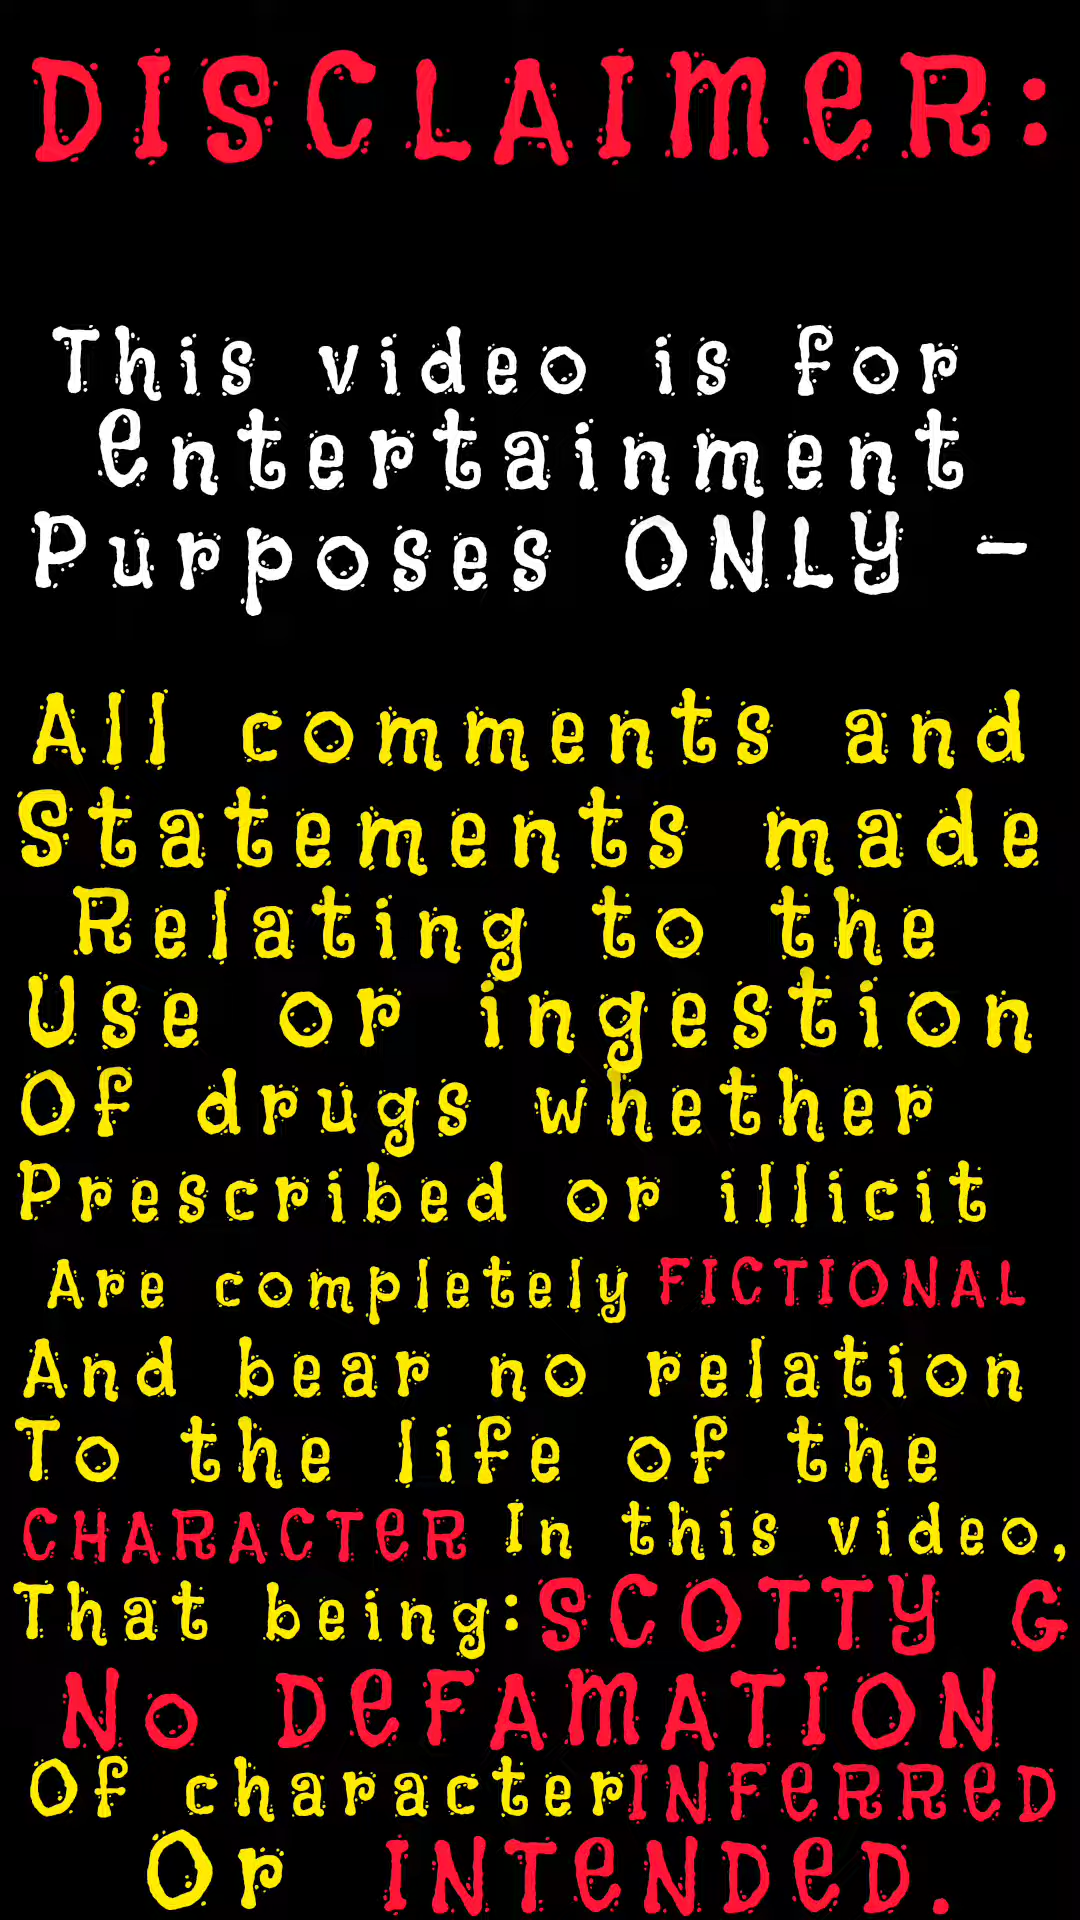 DISCLAIMER:
This video is for
Entertainment
Purposes ONLY -
All comments and
Statements made
Relating to the
Use or ingestion
Of drugs whether
Prescribed or illicit
Are completely FICTIONAL
And bear no relation
To the life of the
CHARACTER In this video,
That being: SCOTTY G
No DEFAMATION
Of character INFERRED
Or INTENDED.